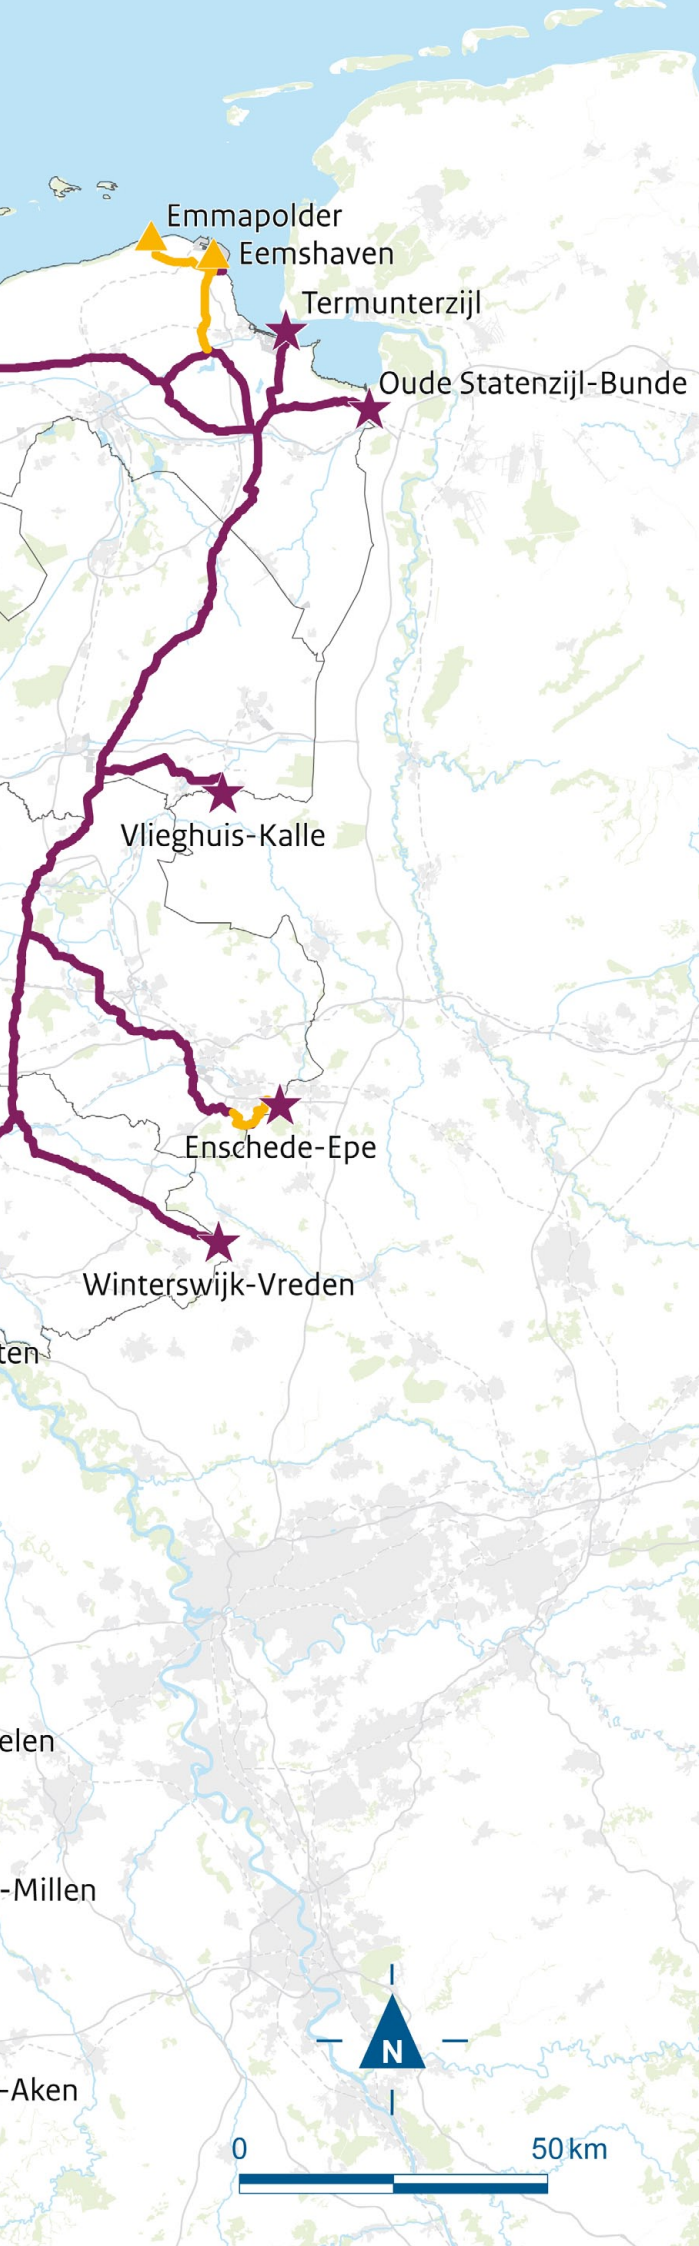 Emmapolder
Eemshaven
Termunterzijl
Oude Statenzijl-Bunde
Vlieghuis-Kalle
Enschede-Epe
Winterswijk-Vreden
ten
elen
-Millen
N
-Aken
0 50 km